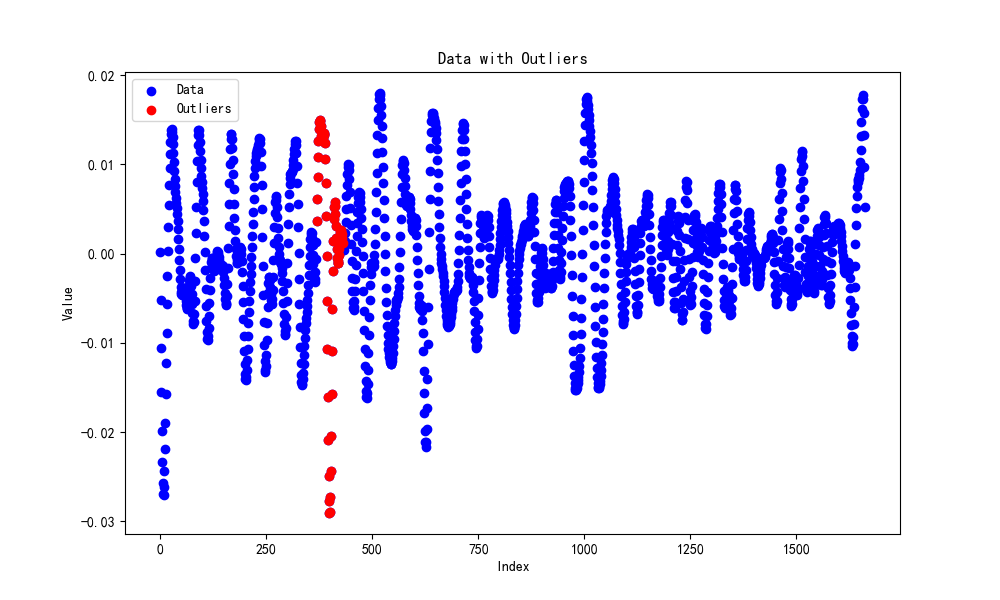 Data with Outliers
Data
Outliers
0.02
0.01
0.00
-0.01
-0.02
-0.03
Value
0 250 500 750 1000 1250 1500
Index